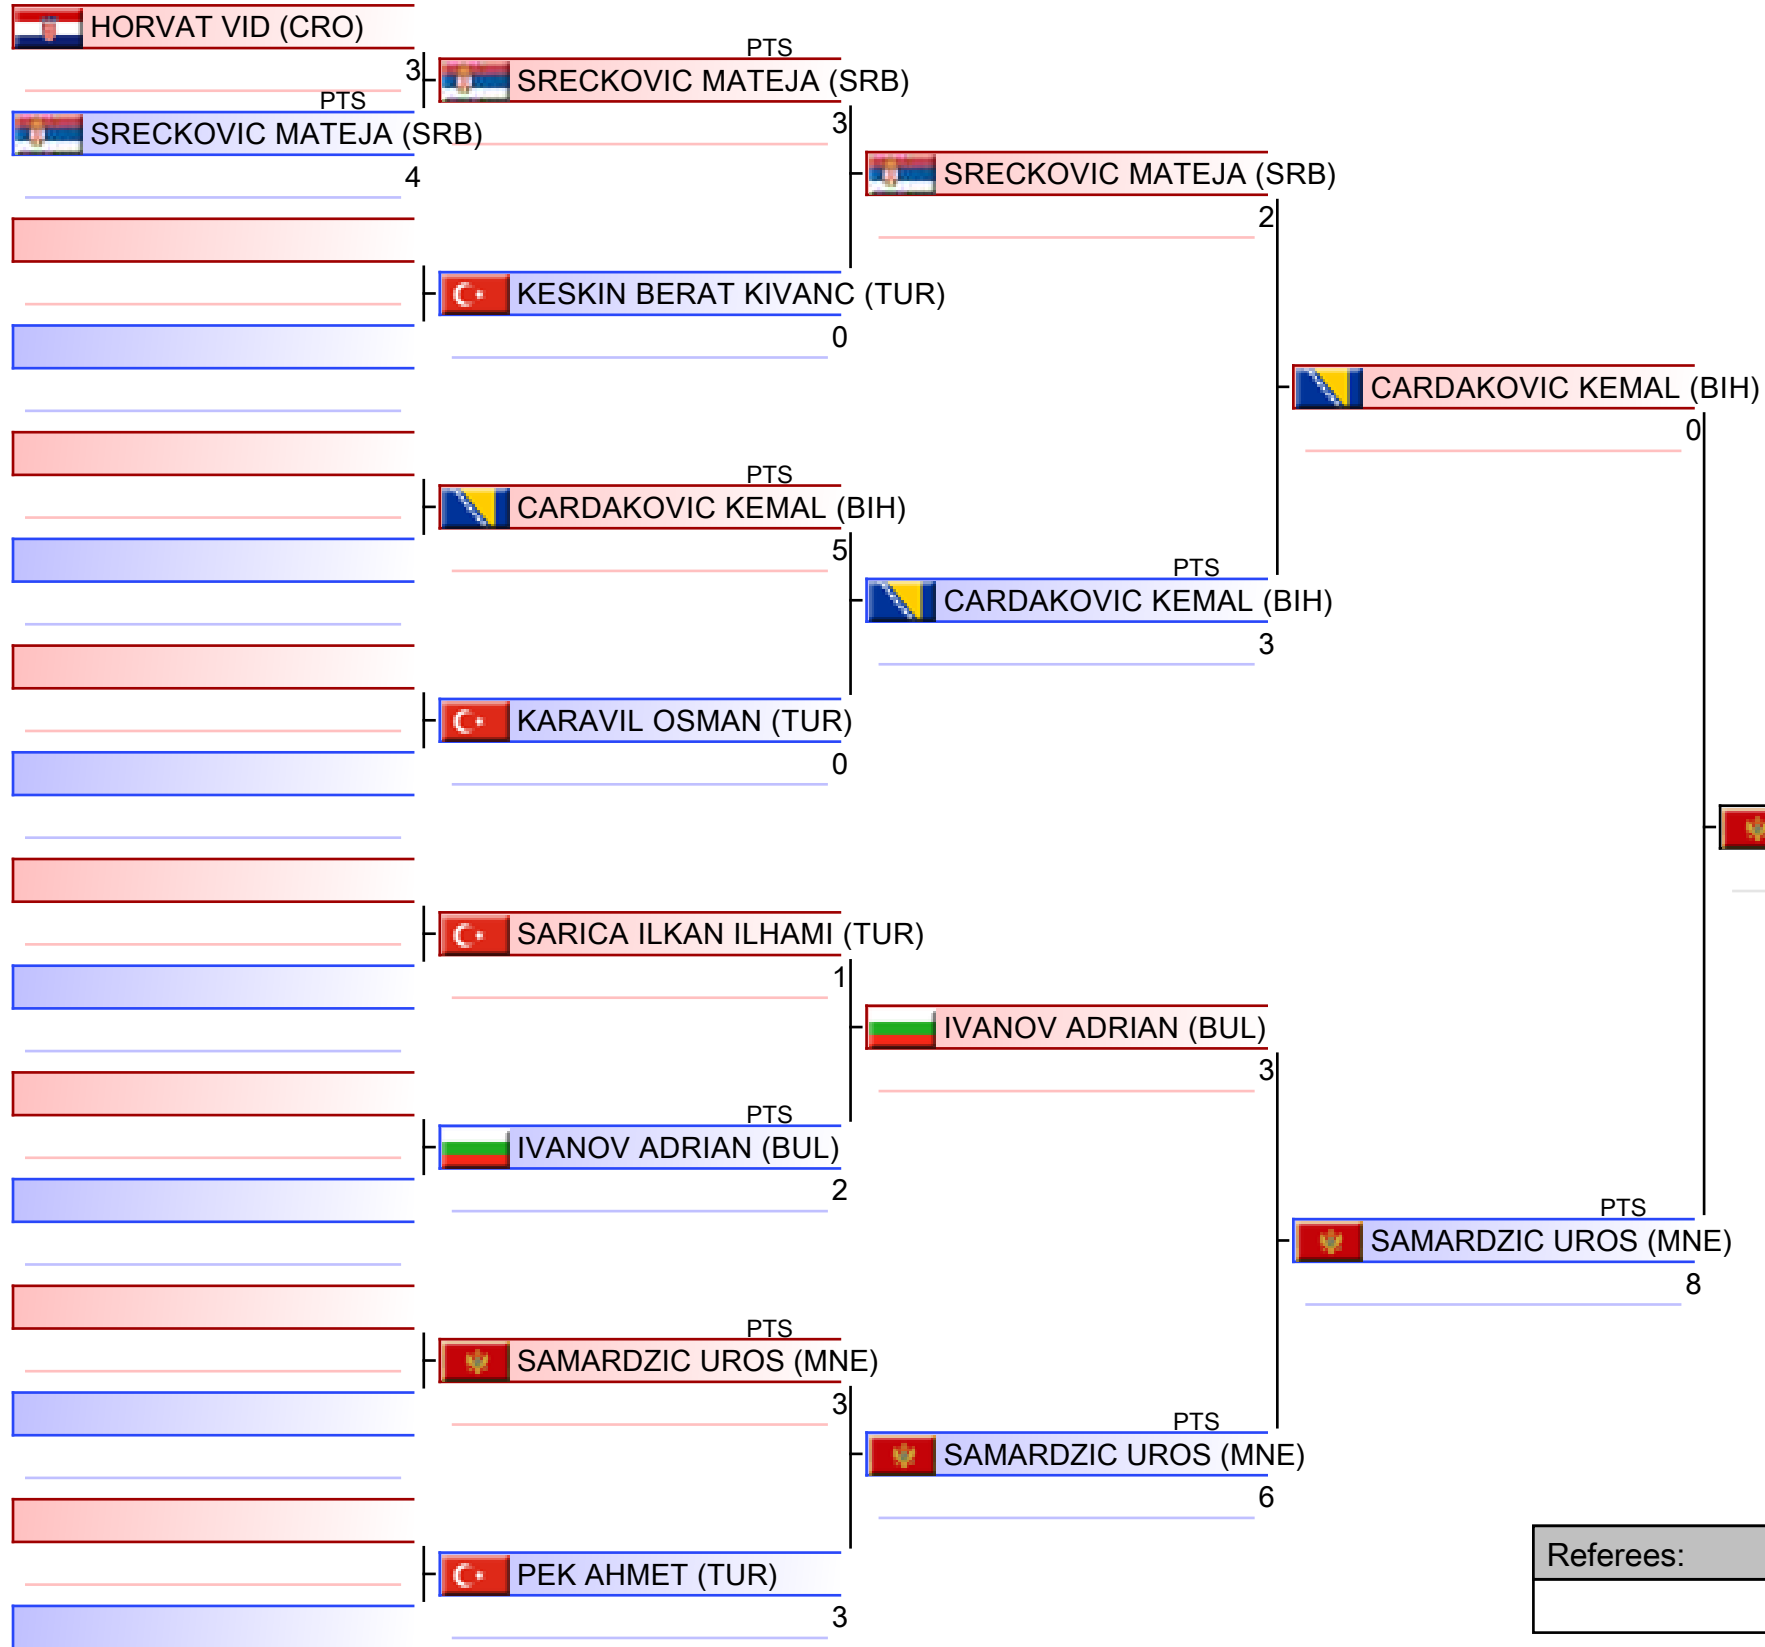 HORVAT VID (CRO)
3
PTS
SRECKOVIC MATEJA (SRB)
4
PTS
SRECKOVIC MATEJA (SRB)
3
KESKIN BERAT KIVANC (TUR)
0
PTS
CARDAKOVIC KEMAL (BIH)
5
KARAVIL OSMAN (TUR)
0
SARICA ILKAN ILHAMI (TUR)
1
PTS
IVANOV ADRIAN (BUL)
2
PTS
SAMARDZIC UROS (MNE)
3
PEK AHMET (TUR)
3
SRECKOVIC MATEJA (SRB)
2
PTS
CARDAKOVIC KEMAL (BIH)
3
IVANOV ADRIAN (BUL)
3
PTS
SAMARDZIC UROS (MNE)
6
CARDAKOVIC KEMAL (BIH)
0
PTS
SAMARDZIC UROS (MNE)
8
Referees: